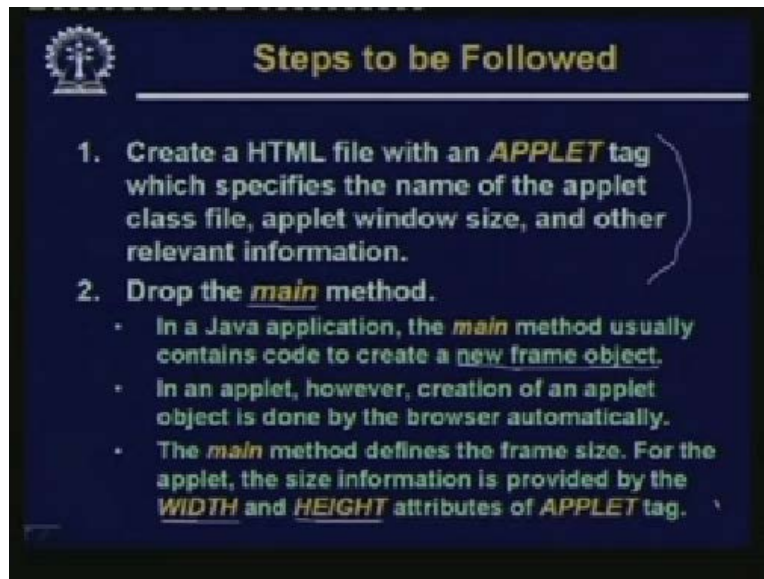 Steps to be Followed
1. Create a HTML file with an APPLET tag
which specifies the name of the applet
class file, applet window size, and other
relevant information.
2. Drop the main method.
• In a Java application, the main method usually
contains code to create a new frame object.
• In an applet, however, creation of an applet
object is done by the browser automatically.
• The main method defines the frame size. For the
applet, the size information is provided by the
WIDTH and HEIGHT attributes of APPLET tag.